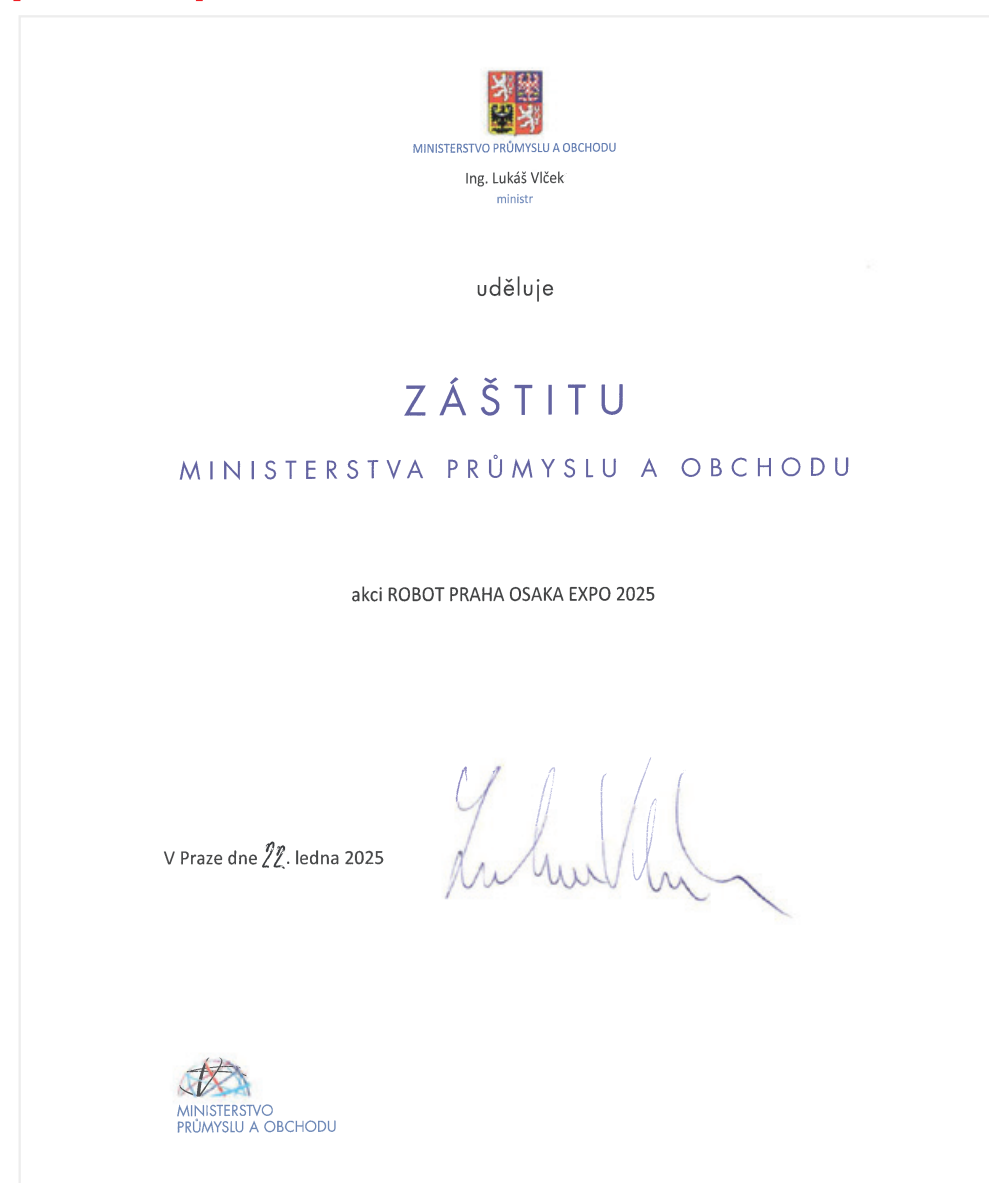 MINISTERSTVO PRŮMYSLU A OBCHODU
Ing. Lukáš Vlček
ministr
uděluje
ZÁŠTITU
MINISTERSTVA PRŮMYSLU A OBCHODU
akci ROBOT PRAHA OSAKA EXPO 2025
V Praze dne 22. ledna 2025
MINISTERSTVO
PRŮMYSLU A OBCHODU